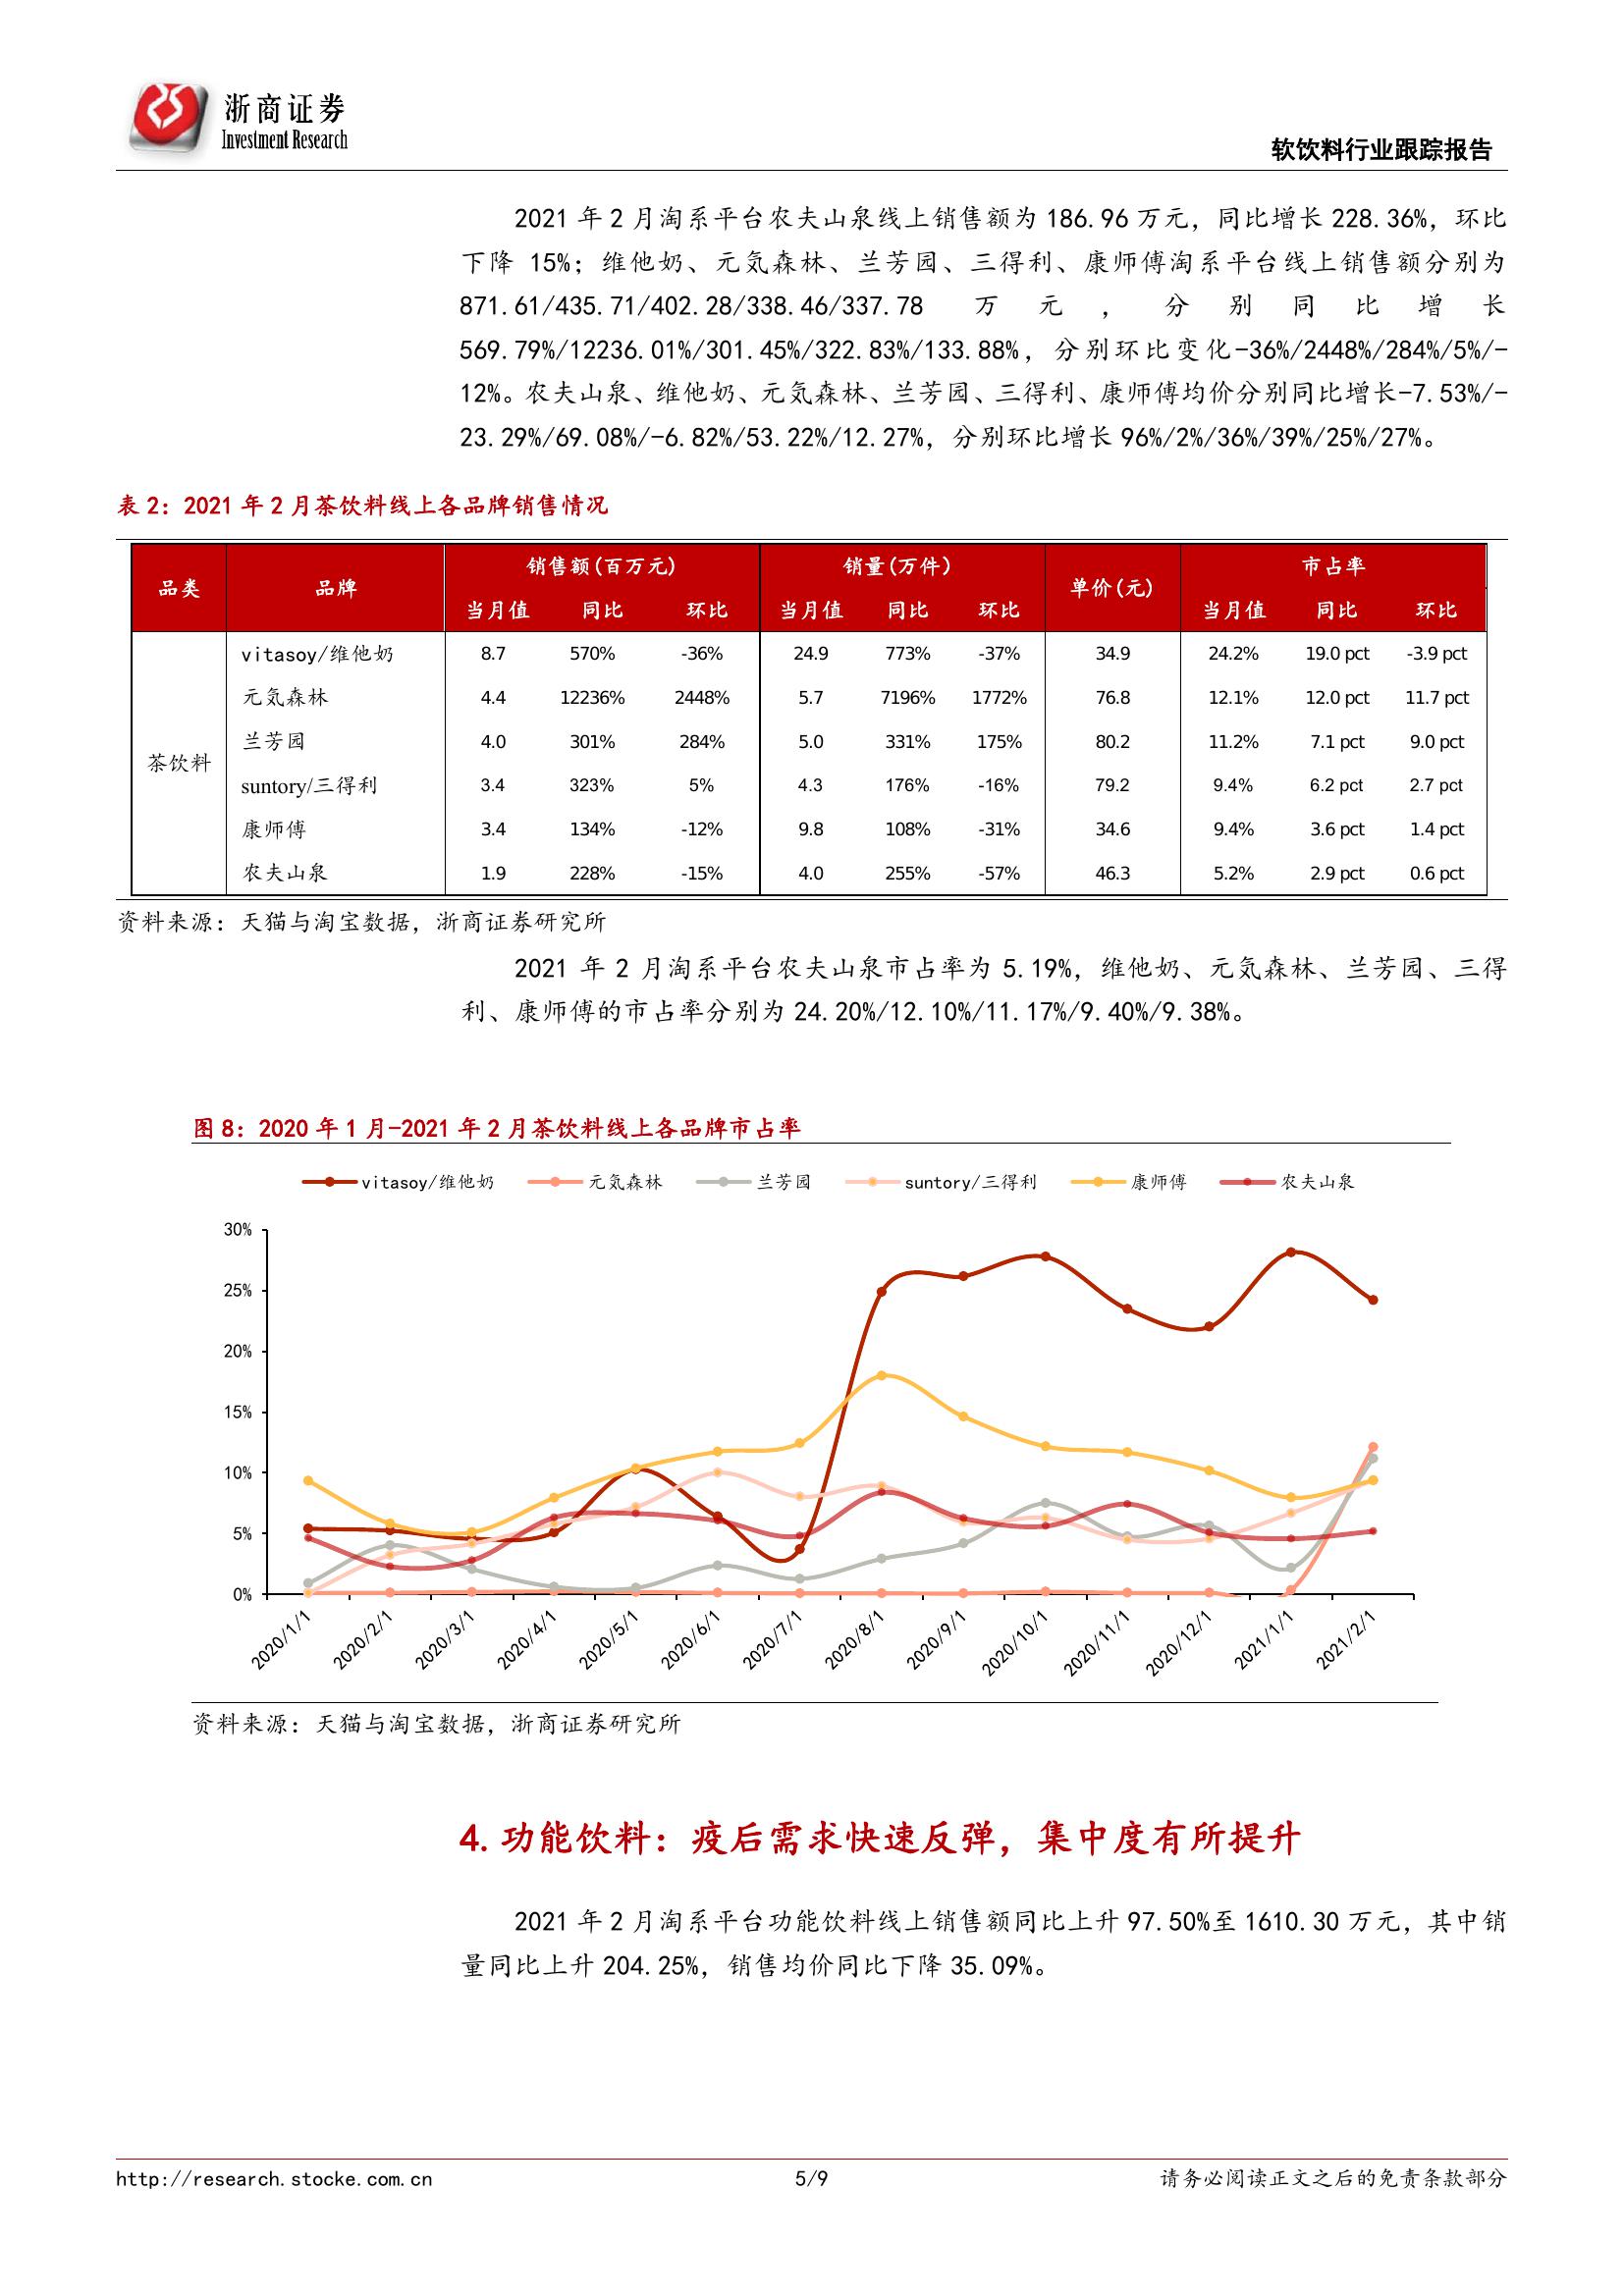 浙商证券
Investment Research
软饮料行业跟踪报告
2021 年 2 月淘系平台农夫山泉线上销售额为 186.96 万元，同比增长 228.36%，环比
下降 15%；维他奶、元気森林、兰芳园、三得利、康师傅淘系平台线上销售额分别为
871.61/435.71/402.28/338.46/337.78 万元，分别同比增长
569.79%/12236.01%/301.45%/322.83%/133.88%，分别环比变化-36%/2448%/284%/5%/-
12%。农夫山泉、维他奶、元気森林、兰芳园、三得利、康师傅均价分别同比增长-7.53%/-
23.29%/69.08%/-6.82%/53.22%/12.27%，分别环比增长 96%/2%/36%/39%/25%/27%。
表 2：2021 年 2 月茶饮料线上各品牌销售情况
品类 品牌 销售额(百万元) 销量(万件) 单价(元) 市占率
当月值 同比 环比 当月值 同比 环比 当月值 同比 环比
vitasoy/维他奶 8.7 570% -36% 24.9 773% -37% 34.9 24.2% 19.0 pct -3.9 pct
元気森林 4.4 12236% 2448% 5.7 7196% 1772% 76.8 12.1% 12.0 pct 11.7 pct
兰芳园 4.0 301% 284% 5.0 331% 175% 80.2 11.2% 7.1 pct 9.0 pct
茶饮料
suntory/三得利 3.4 323% 5% 4.3 176% -16% 79.2 9.4% 6.2 pct 2.7 pct
康师傅 3.4 134% -12% 9.8 108% -31% 34.6 9.4% 3.6 pct 1.4 pct
农夫山泉 1.9 228% -15% 4.0 255% -57% 46.3 5.2% 2.9 pct 0.6 pct
资料来源：天猫与淘宝数据，浙商证券研究所
2021 年 2 月淘系平台农夫山泉市占率为 5.19%，维他奶、元気森林、兰芳园、三得
利、康师傅的市占率分别为 24.20%/12.10%/11.17%/9.40%/9.38%。
图 8：2020 年 1 月-2021 年 2 月茶饮料线上各品牌市占率
vitasoy/维他奶 元気森林 兰芳园 suntory/三得利 康师傅 农夫山泉
30%
25%
20%
15%
10%
5%
0%
2020/1/1 2020/2/1 2020/3/1 2020/4/1 2020/5/1 2020/6/1 2020/7/1 2020/8/1 2020/9/1 2020/10/1 2020/11/1 2020/12/1 2021/1/1 2021/2/1
资料来源：天猫与淘宝数据，浙商证券研究所
4. 功能饮料：疫后需求快速反弹，集中度有所提升
2021 年 2 月淘系平台功能饮料线上销售额同比上升 97.50%至 1610.30 万元，其中销
量同比上升 204.25%，销售均价同比下降 35.09%。
http://research.stocke.com.cn 5/9 请务必阅读正文之后的免责条款部分